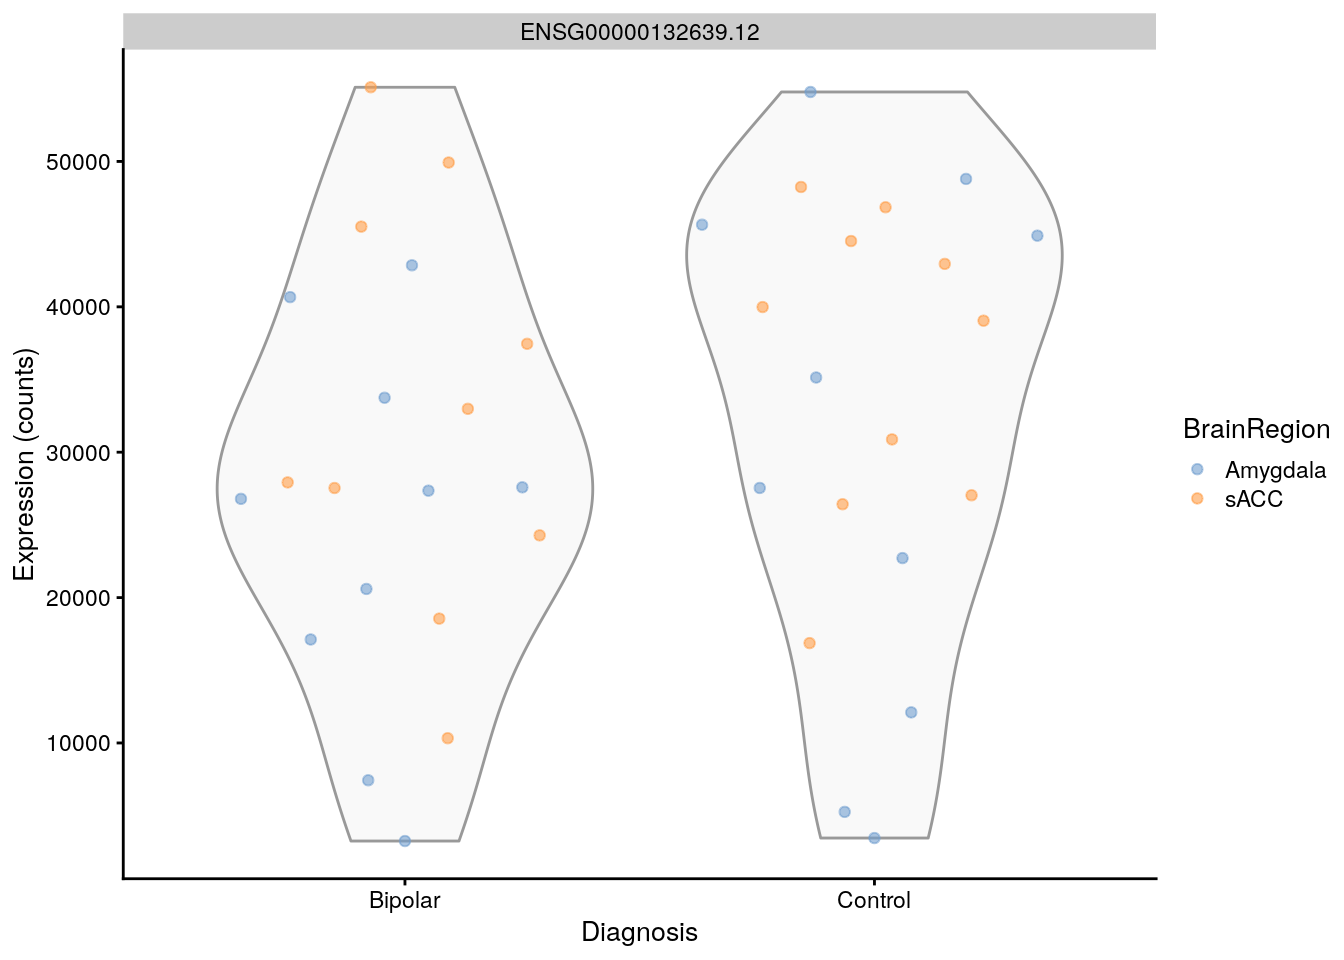 ENSG00000132639.12
Expression (counts)
50000
40000
30000
20000
10000
Bipolar
Control
Diagnosis
BrainRegion
Amygdala
sACC